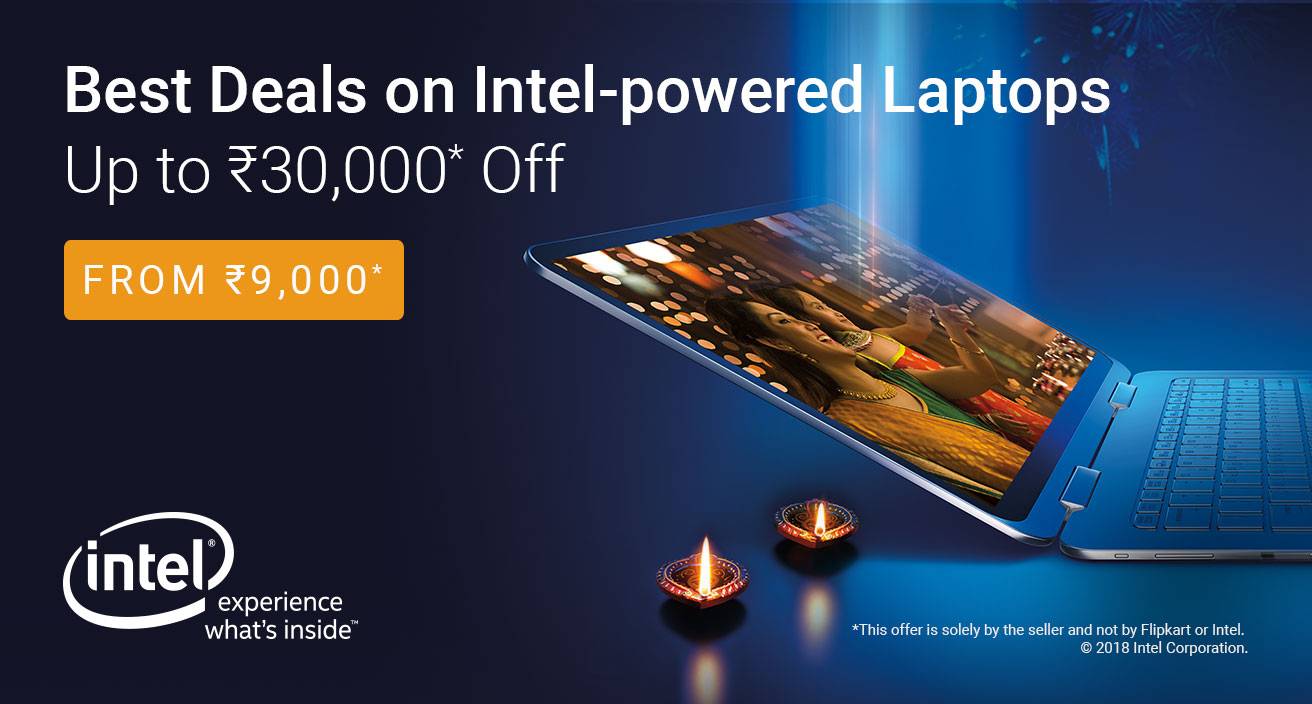 Best Deals on Intel-powered Laptops
Up to ₹30,000* Off
FROM ₹9,000*
intel®
experience
what's inside™
*This offer is solely by the seller and not by Flipkart or Intel.
© 2018 Intel Corporation.